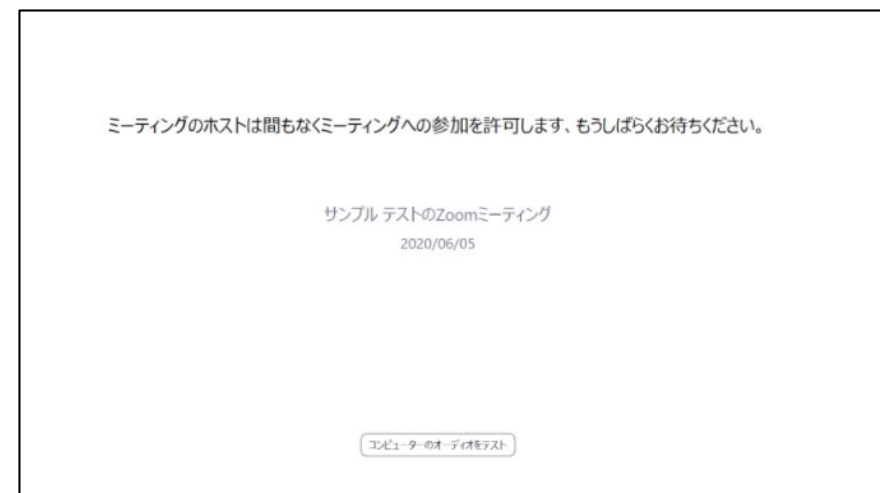 ミーティングのホストは間もなくミーティングへの参加を許可します、もうしばらくお待ちください。
サンプル テストのZoomミーティング
2020/06/05
コンピューターのオーディオをテスト